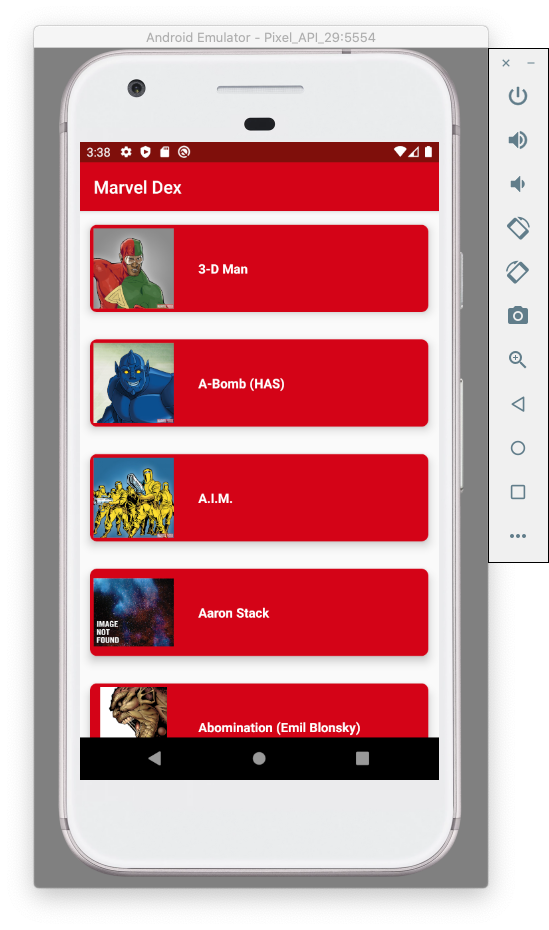 Android Emulator - Pixel_API_29:5554
3:38
Marvel Dex
3-D Man
A-Bomb (HAS)
A.I.M.
Aaron Stack
IMAGE
NOT
FOUND
Abomination (Emil Blonsky)